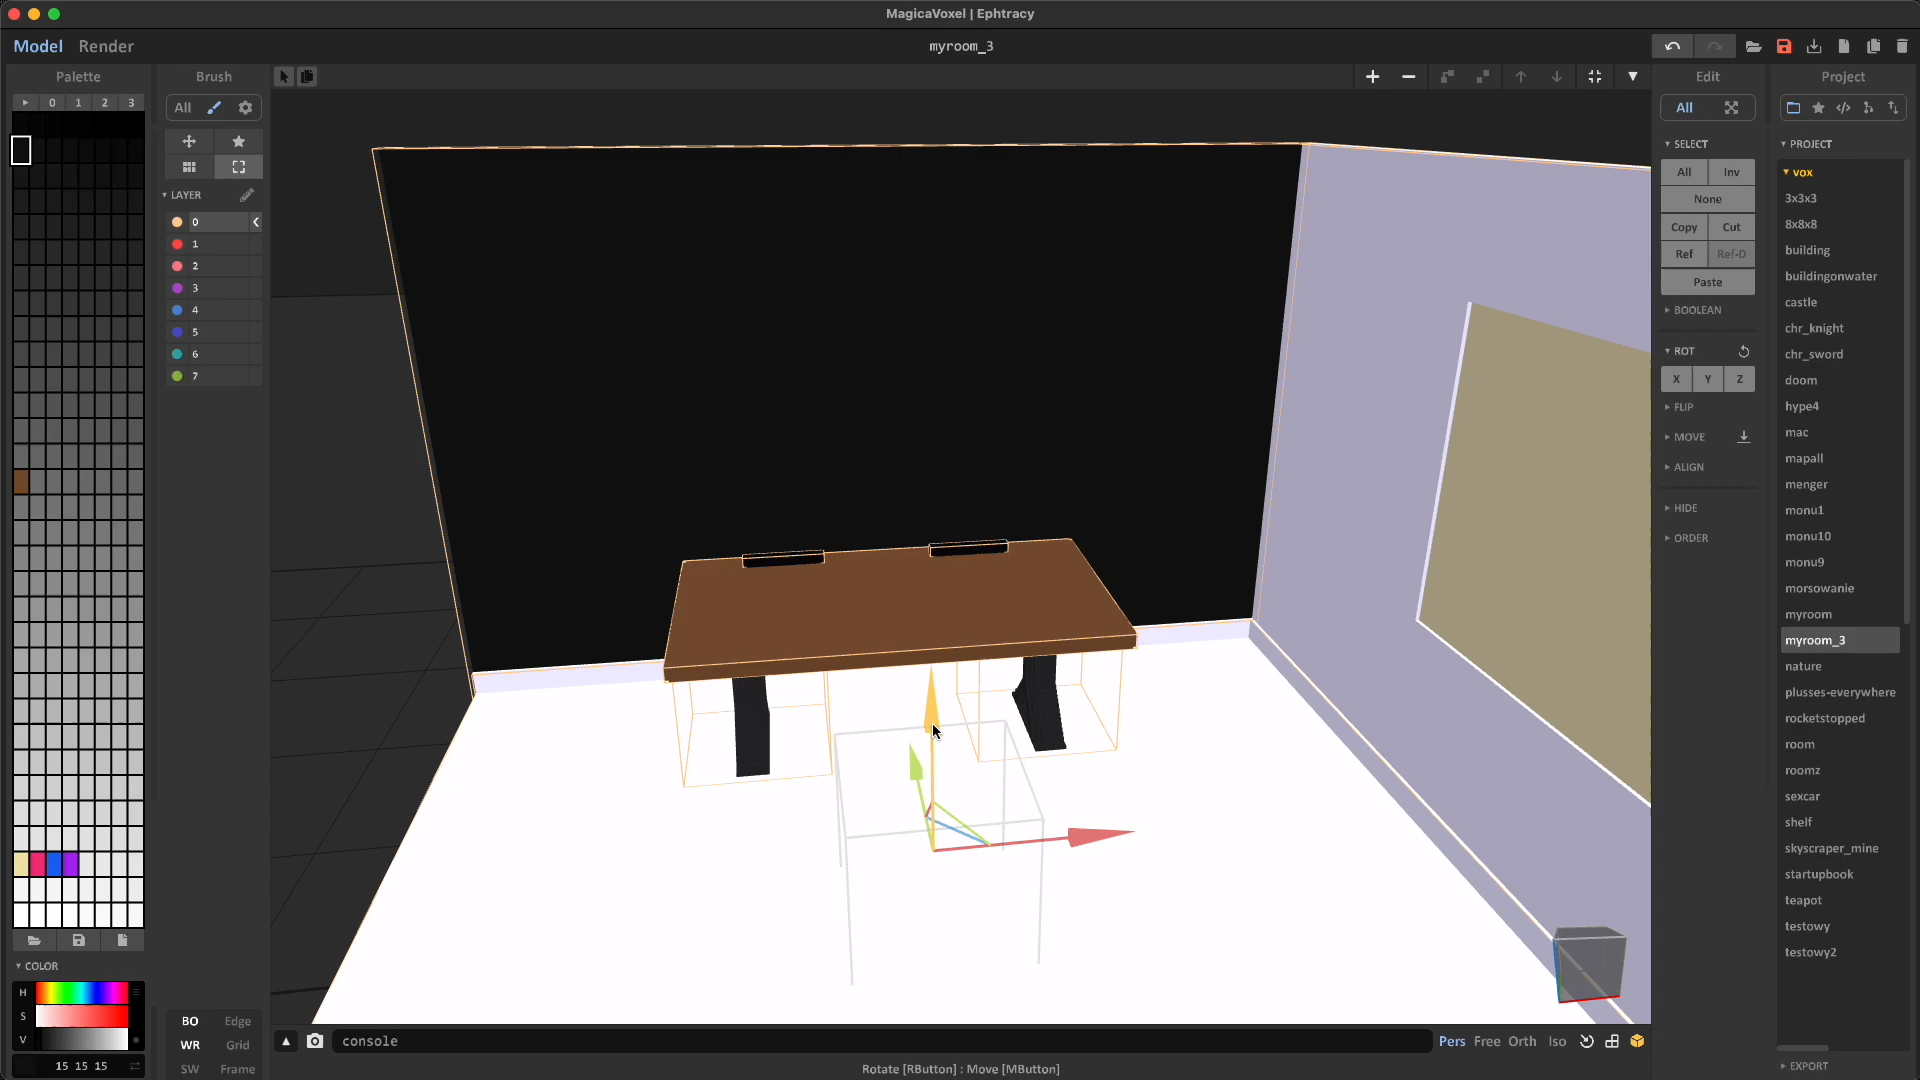 MagicaVoxel | Ephtracy
Model Render
myroom_3
Palette
0 1 2 3
COLOR
H
S
V
15 15 15
Brush
All
LAYER
0
1
2
3
4
5
6
7
BO Edge
WR Grid
SW Frame
console
Pers Free Orth Iso
Rotate [RButton] : Move [MButton]
Edit
All
SELECT
All Inv
None
Copy Cut
Ref Ref-D
Paste
BOOLEAN
ROT
X Y Z
FLIP
MOVE
ALIGN
HIDE
ORDER
Project
PROJECT
vox
3x3x3
8x8x8
building
buildingonwater
castle
chr_knight
chr_sword
doom
hype4
mac
mapall
menger
monu1
monu10
monu9
morsowanie
myroom
myroom_3
nature
plusses-everywhere
rocketstopped
room
roomz
sexcar
shelf
skyscraper_mine
startupbook
teapot
testowy
testowy2
EXPORT